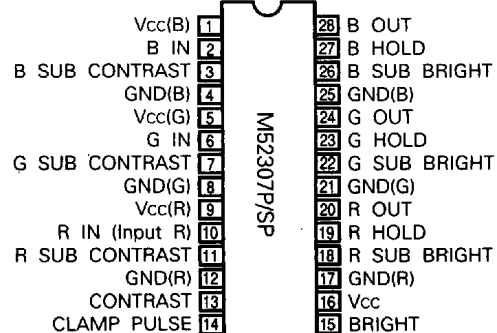 Vcc(B) 1 28 B OUT
B IN 2 27 B HOLD
B SUB CONTRAST 3 26 B SUB BRIGHT
GND(B) 4 25 GND(B)
Vcc(G) 5 24 G OUT
G IN 6 23 G HOLD
G SUB CONTRAST 7 22 G SUB BRIGHT
GND(G) 8 21 GND(G)
Vcc(R) 9 20 R OUT
R IN (Input R) 10 19 R HOLD
R SUB CONTRAST 11 18 R SUB BRIGHT
GND(R) 12 17 GND(R)
CONTRAST 13 16 Vcc
CLAMP PULSE 14 15 BRIGHT
M52307P/SP